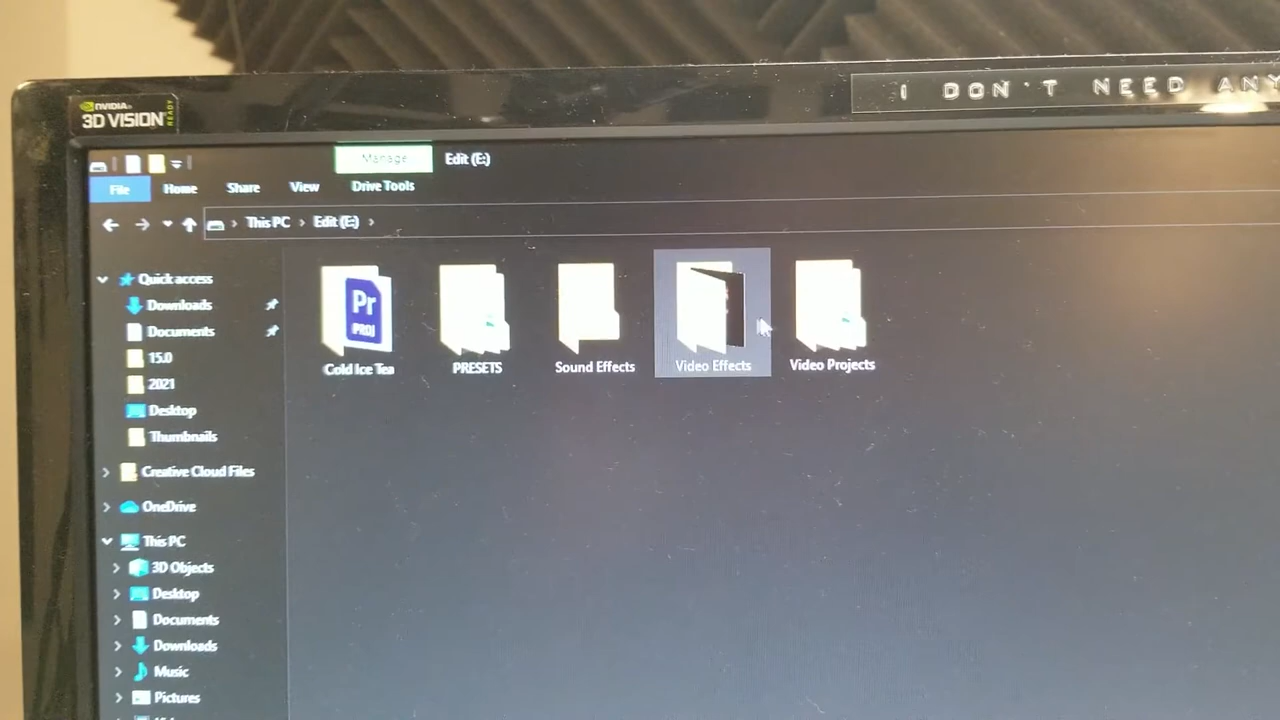 I DON'T NEED ANY
NVIDIA
3D VISION READY
Manage
Edit (E:)
File
Home
Share
View
Drive Tools
This PC
Edit (E:)
Quick access
Downloads
Documents
15.0
2021
Desktop
Thumbnails
Creative Cloud Files
OneDrive
This PC
3D Objects
Desktop
Documents
Downloads
Music
Pictures
Pr
PROJ
Cold Ice Tea
PRESETS
Sound Effects
Video Effects
Video Projects